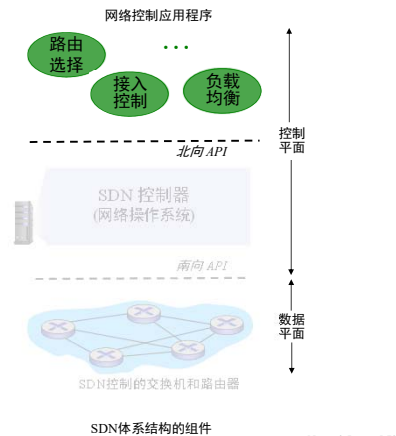 网络控制应用程序
路由
选择
...
接入
控制
负载
均衡
控制
平面
北向 API
SDN 控制器
(网络操作系统)
南向 API
数据
平面
SDN控制的交换机和路由器
SDN体系结构的组件